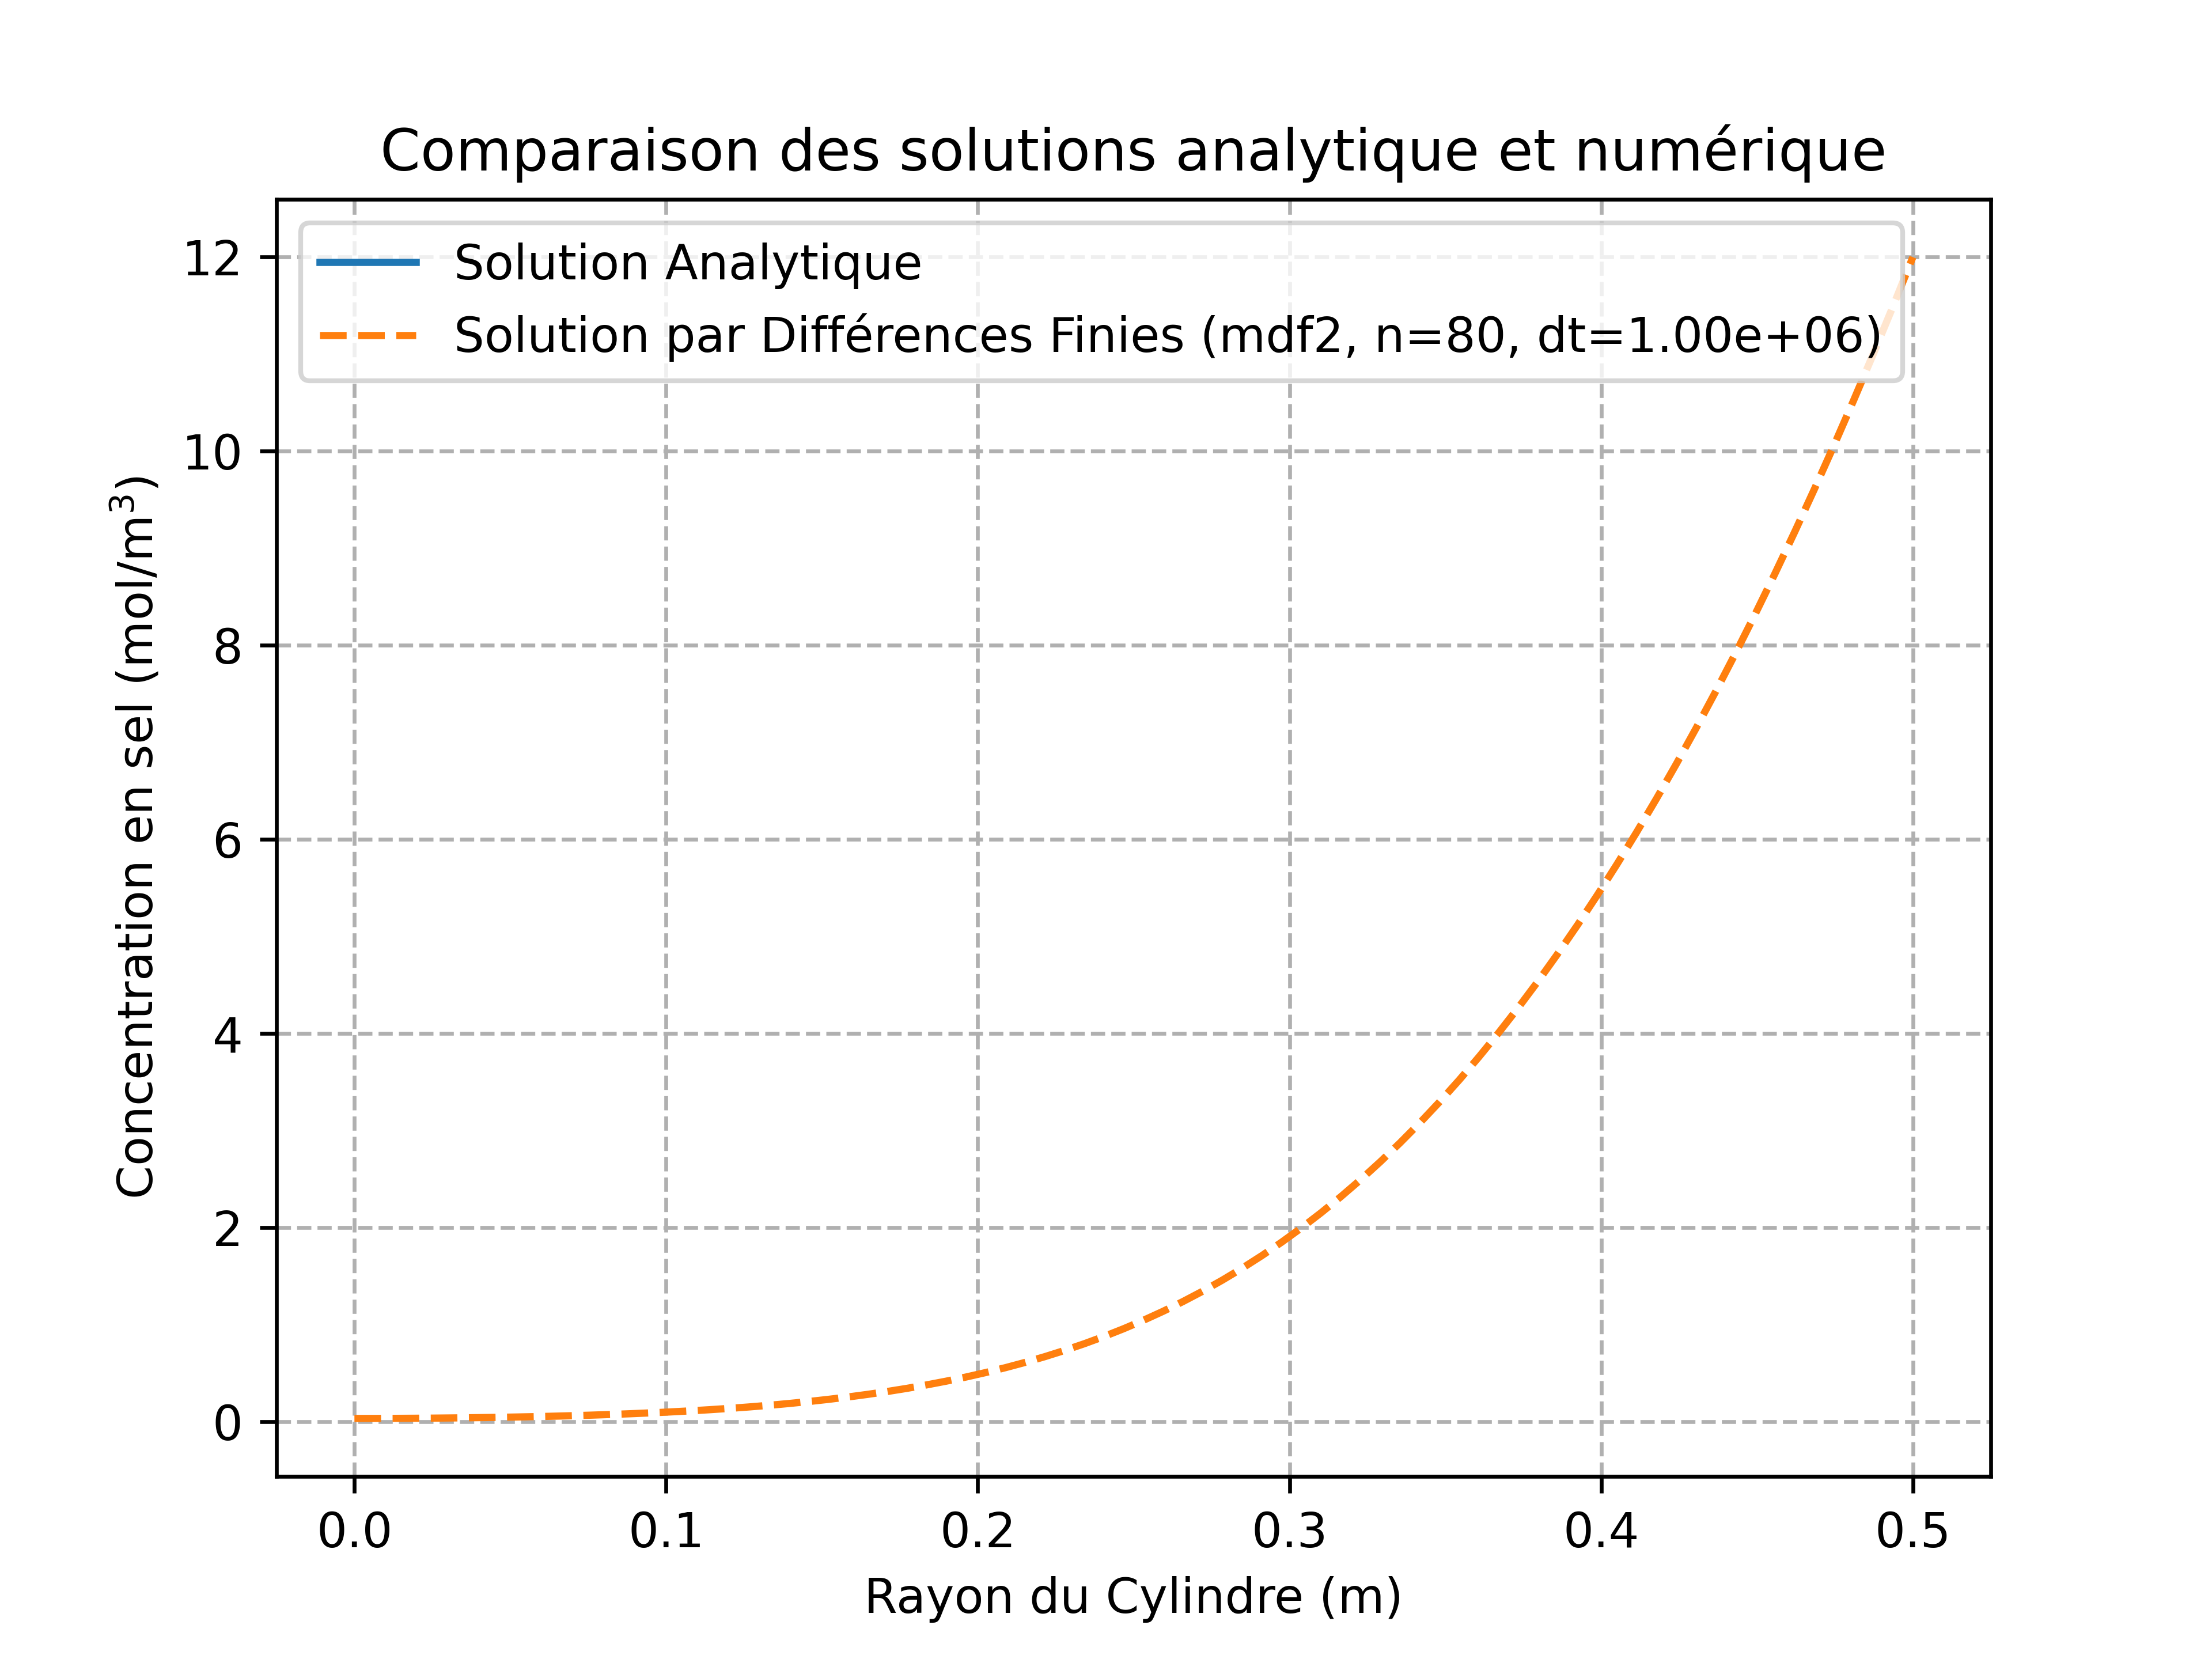 Comparaison des solutions analytique et numérique
Solution Analytique
Solution par Différences Finies (mdf2, n=80, dt=1.00e+06)
Concentration en sel (mol/m³)
12
10
8
6
4
2
0
0.0 0.1 0.2 0.3 0.4 0.5
Rayon du Cylindre (m)